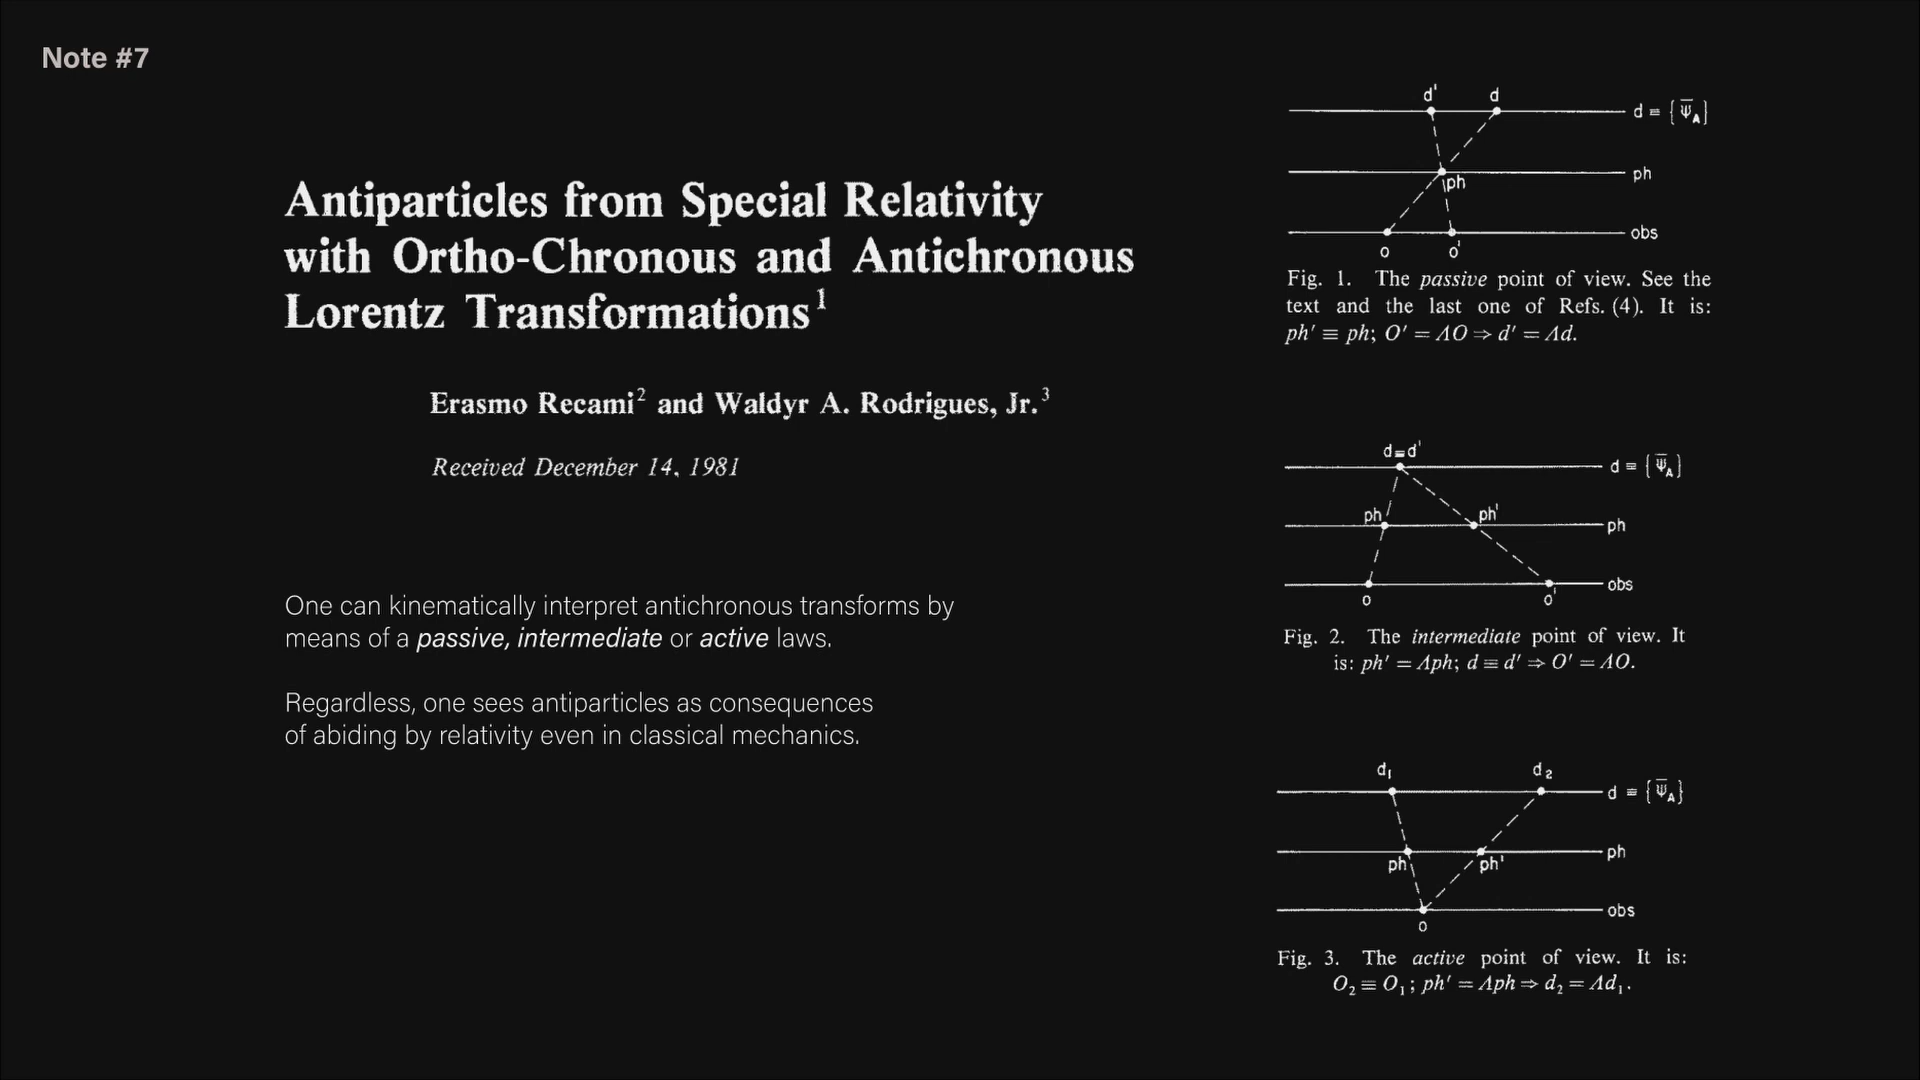 Note #7
Antiparticles from Special Relativity
with Ortho-Chronous and Antichronous
Lorentz Transformations¹
Erasmo Recami² and Waldyr A. Rodrigues, Jr.³
Received December 14, 1981
One can kinematically interpret antichronous transforms by
means of a passive, intermediate or active laws.
Regardless, one sees antiparticles as consequences
of abiding by relativity even in classical mechanics.
d' d
d ≡ {Ψ̅_A}
ph
ph
obs
o o'
Fig. 1. The passive point of view. See the
text and the last one of Refs. (4). It is:
ph′ ≡ ph; O′ = ΛO ⇒ d′ = Λd.
d≡d'
d ≡ {Ψ̅_A}
ph ph'
ph
obs
o o'
Fig. 2. The intermediate point of view. It
is: ph′ = Λph; d ≡ d′ ⇒ O′ = ΛO.
d₁ d₂
d ≡ {Ψ̅_A}
ph
ph ph'
obs
o
Fig. 3. The active point of view. It is:
O₂ ≡ O₁; ph′ = Λph ⇒ d₂ = Λd₁.